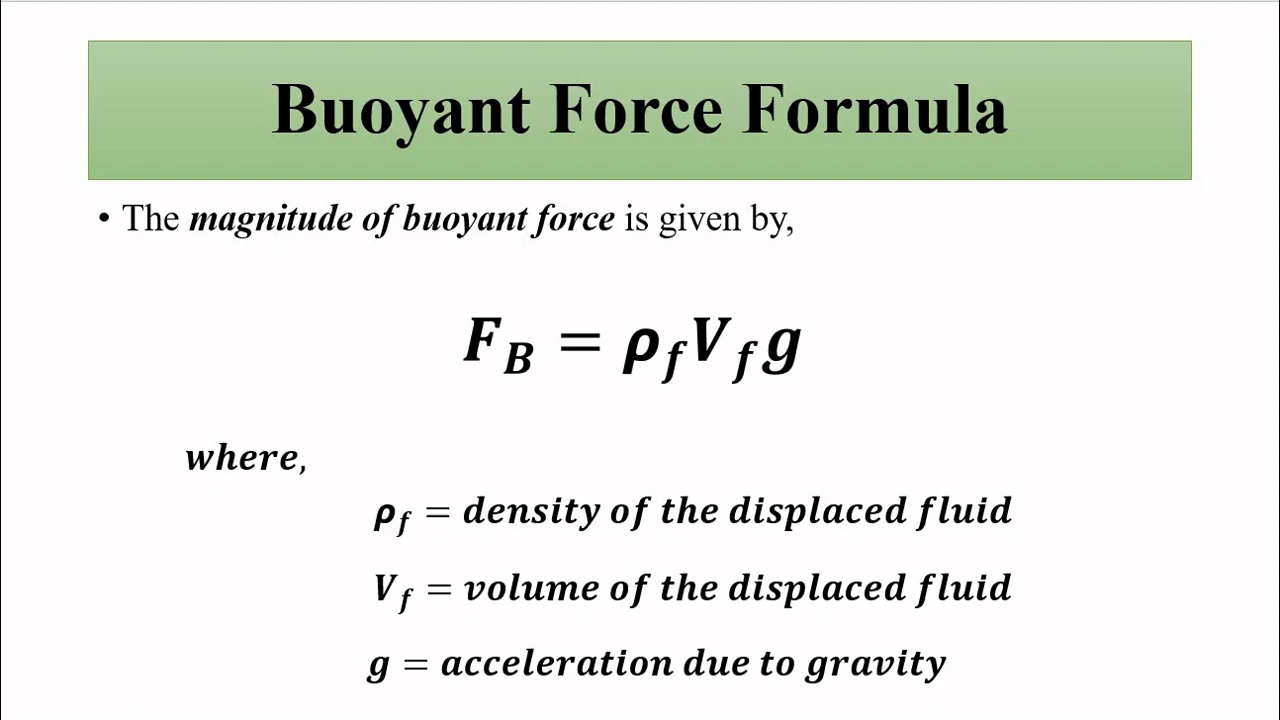 Buoyant Force Formula
• The magnitude of buoyant force is given by,
F_B = ρ_f V_f g
where,
ρ_f = density of the displaced fluid
V_f = volume of the displaced fluid
g = acceleration due to gravity